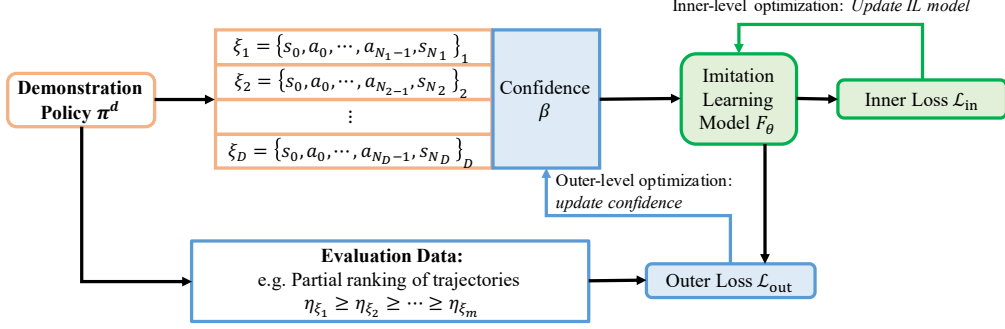 Inner-level optimization: Update IL model
Demonstration
Policy π^d
ξ_1 = {s_0, a_0, ⋯, a_{N_1−1}, s_{N_1}}_1
ξ_2 = {s_0, a_0, ⋯, a_{N_{2−1}}, s_{N_2}}_2
⋮
ξ_D = {s_0, a_0, ⋯, a_{N_D−1}, s_{N_D}}_D
Confidence
β
Imitation
Learning
Model F_θ
Inner Loss ℒ_in
Outer-level optimization:
update confidence
Evaluation Data:
e.g. Partial ranking of trajectories
η_{ξ_1} ≥ η_{ξ_2} ≥ ⋯ ≥ η_{ξ_m}
Outer Loss ℒ_out